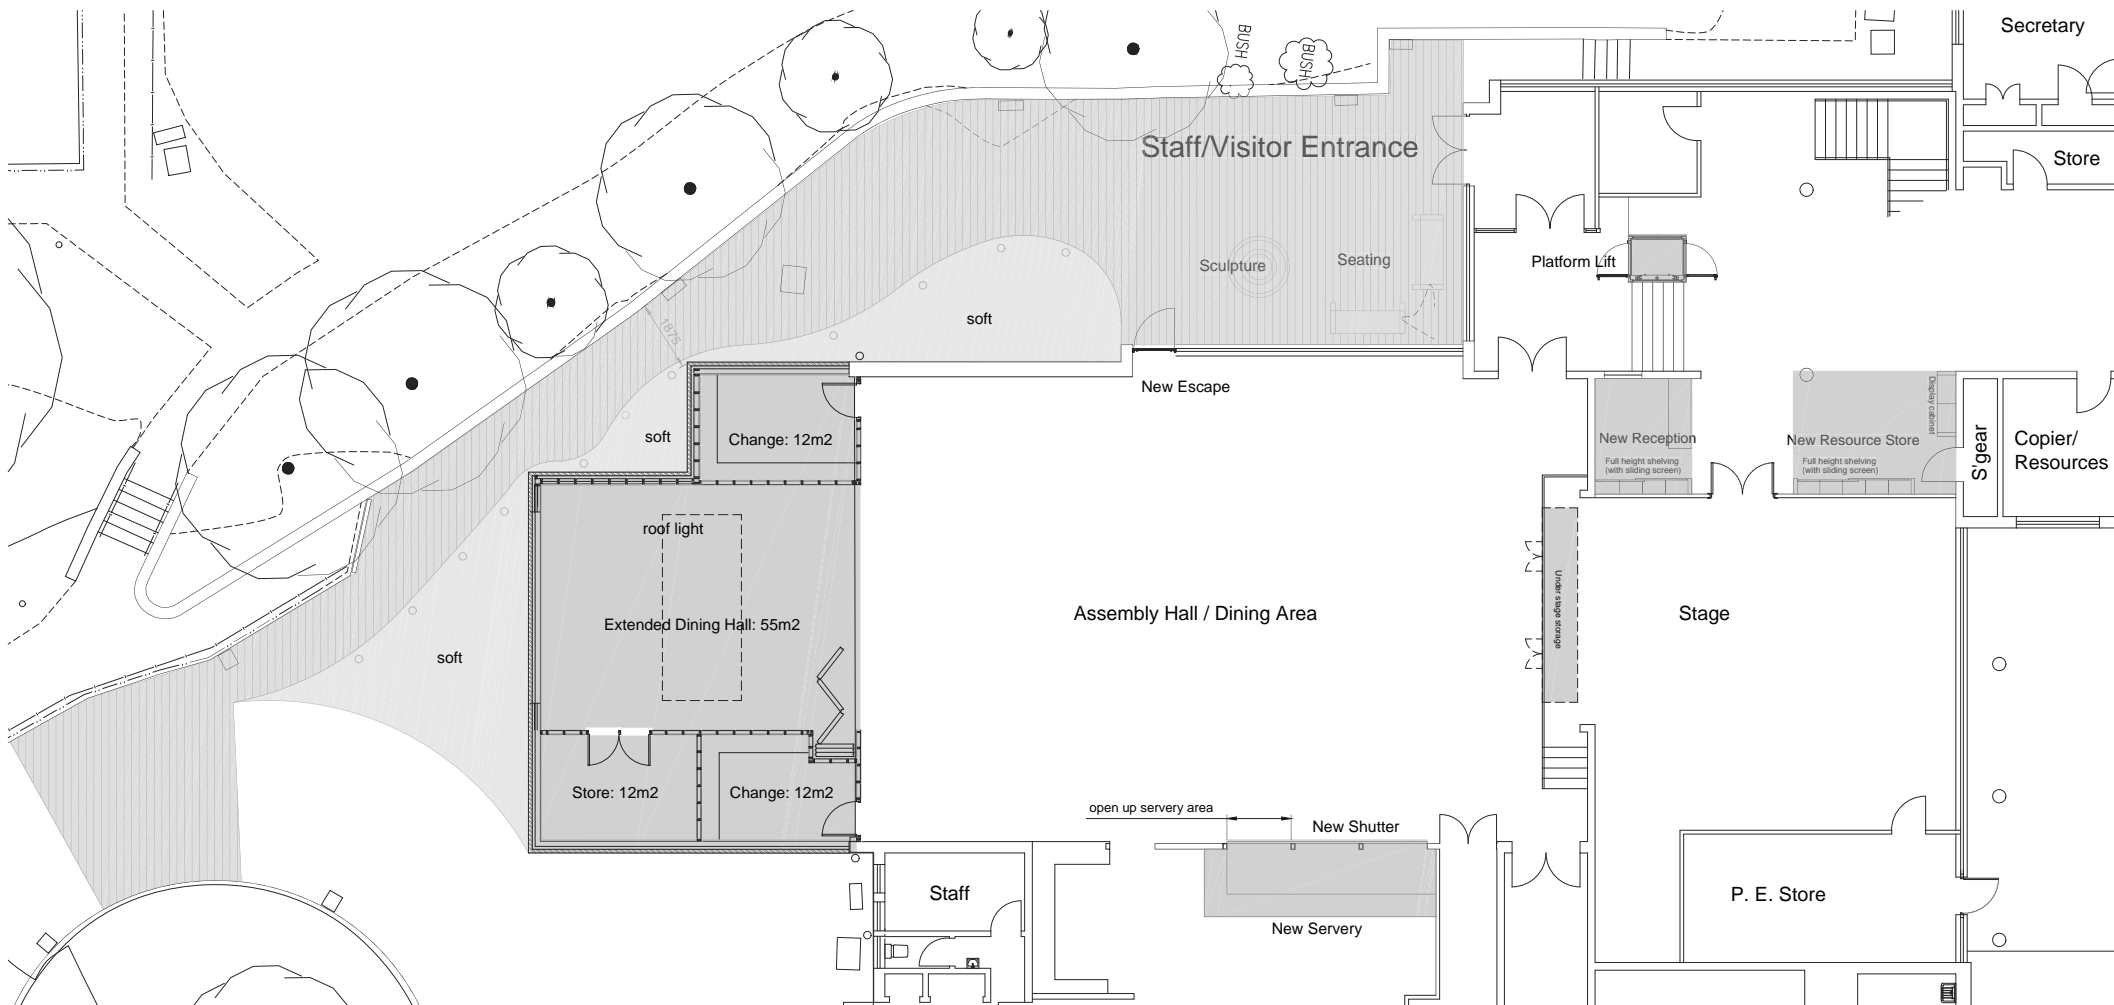 Secretary
BUSH
BUSH
Staff/Visitor Entrance
Store
Sculpture
Seating
Platform Lift
soft
1875
New Escape
Display cabinet
Change: 12m2
soft
New Reception
Full height shelving
(with sliding screen)
New Resource Store
Full height shelving
(with sliding screen)
S'gear
Copier/
Resources
roof light
Extended Dining Hall: 55m2
Assembly Hall / Dining Area
Under stage storage
Stage
soft
Store: 12m2
Change: 12m2
open up servery area
New Shutter
Staff
New Servery
P. E. Store